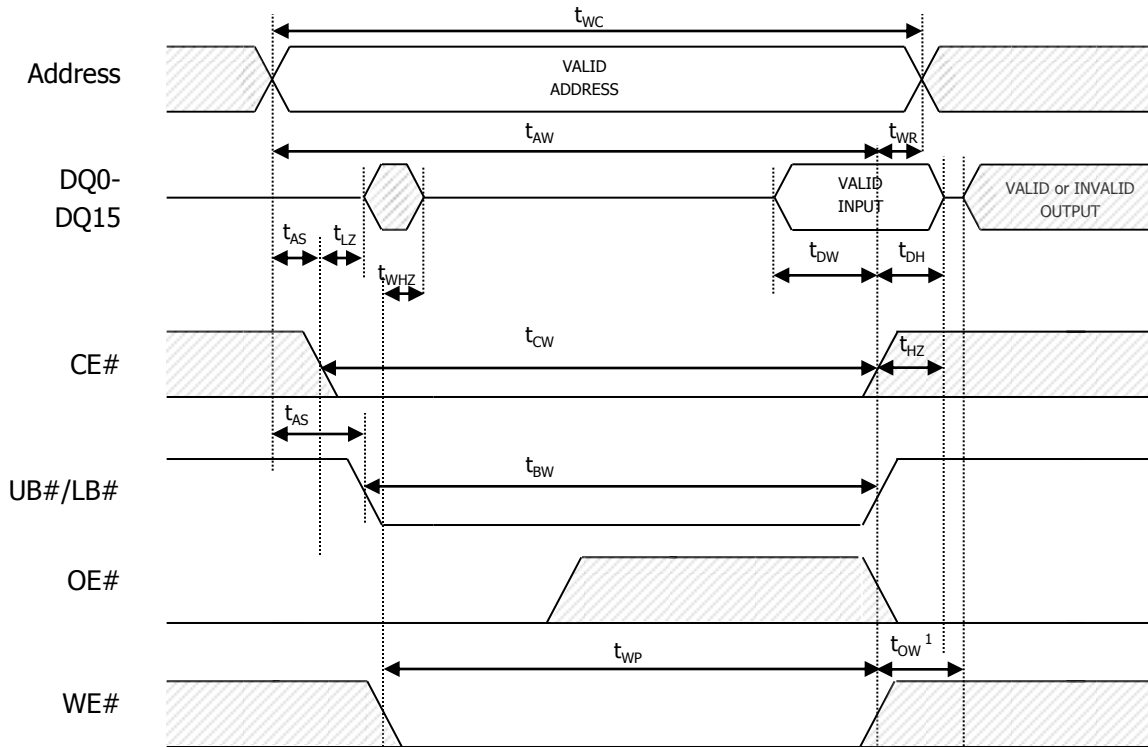 tWC
Address
VALID
ADDRESS
tAW
tWR
DQ0-
DQ15
VALID
INPUT
VALID or INVALID
OUTPUT
tAS
tLZ
tWHZ
tDW
tDH
CE#
tCW
tHZ
tAS
UB#/LB#
tBW
OE#
tWP
tOW 1
WE#